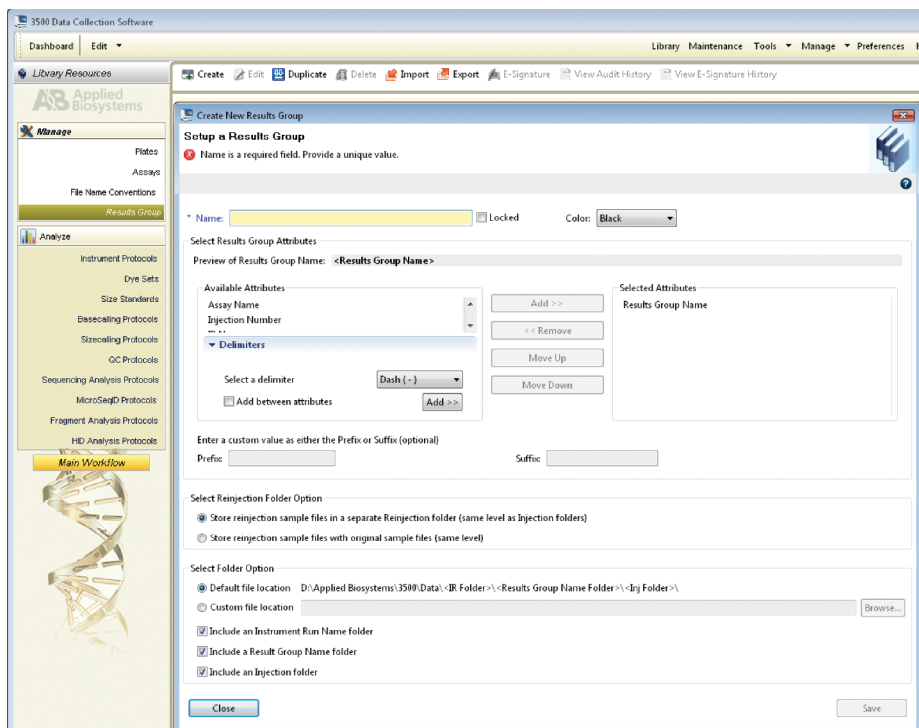 3500 Data Collection Software
Dashboard Edit Library Maintenance Tools Manage Preferences
Library Resources
Create Edit Duplicate Delete Import Export E-Signature View Audit History View E-Signature History
AB Applied Biosystems
Manage
Plates
Assays
File Name Conventions
Results Group
Analyze
Instrument Protocols
Dye Sets
Size Standards
Basecalling Protocols
Sizecalling Protocols
QC Protocols
Sequencing Analysis Protocols
MicroSeqID Protocols
Fragment Analysis Protocols
HID Analysis Protocols
Main Workflow
Create New Results Group
Setup a Results Group
Name is a required field. Provide a unique value.
* Name: Locked Color: Black
Select Results Group Attributes
Preview of Results Group Name: <Results Group Name>
Available Attributes
Assay Name
Injection Number
Delimiters
Select a delimiter Dash ( - )
Add between attributes Add >>
Add >>
<< Remove
Move Up
Move Down
Selected Attributes
Results Group Name
Enter a custom value as either the Prefix or Suffix (optional)
Prefix: Suffix:
Select Reinjection Folder Option
Store reinjection sample files in a separate Reinjection folder (same level as Injection folders)
Store reinjection sample files with original sample files (same level)
Select Folder Option
Default file location D:\Applied Biosystems\3500\Data\<IR Folder>\<Results Group Name Folder>\<Inj Folder>\
Custom file location Browse...
Include an Instrument Run Name folder
Include a Result Group Name folder
Include an Injection folder
Close Save